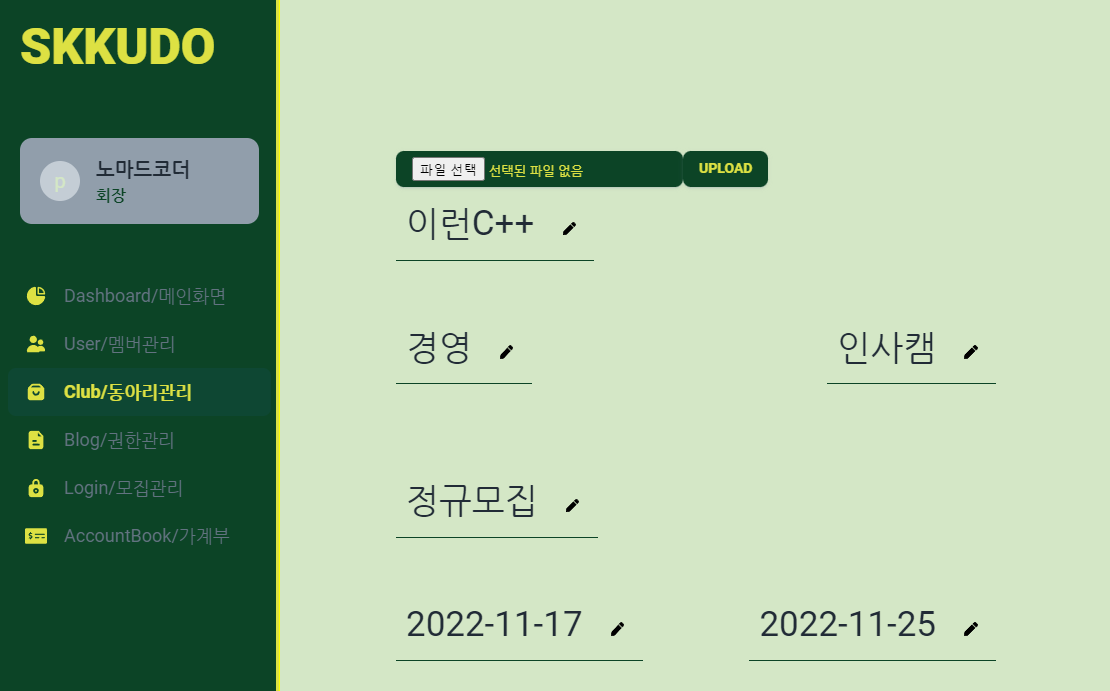 SKKUDO
p
노마드코더
회장
Dashboard/메인화면
User/멤버관리
Club/동아리관리
Blog/권한관리
Login/모집관리
AccountBook/가계부
파일 선택 선택된 파일 없음 UPLOAD
이런C++
경영 인사캠
정규모집
2022-11-17 2022-11-25